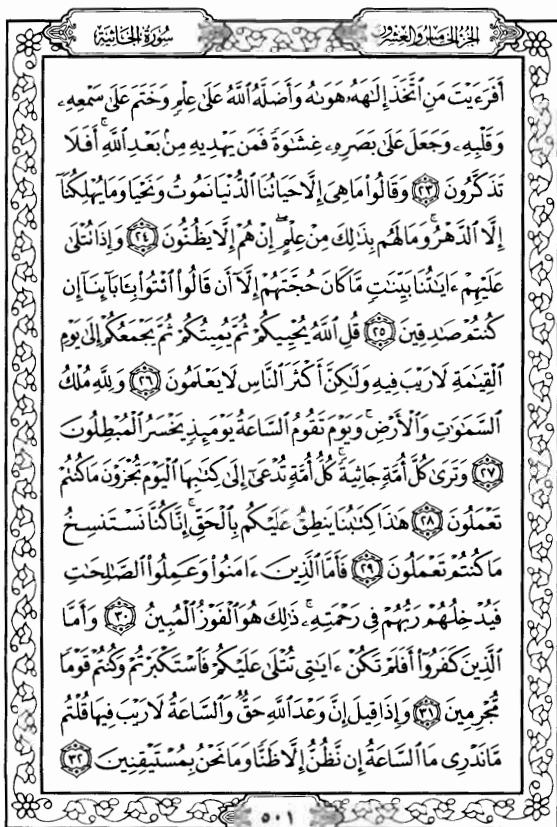 الجزء الخامس والعشرون
سورة الجاثية
أَفَرَءَيْتَ مَنِ ٱتَّخَذَ إِلَٰهَهُۥ هَوَىٰهُ وَأَضَلَّهُ ٱللَّهُ عَلَىٰ عِلْمٍ وَخَتَمَ عَلَىٰ سَمْعِهِۦ
وَقَلْبِهِۦ وَجَعَلَ عَلَىٰ بَصَرِهِۦ غِشَٰوَةً فَمَن يَهْدِيهِ مِنۢ بَعْدِ ٱللَّهِ ۚ أَفَلَا
تَذَكَّرُونَ ٢٣ وَقَالُوا۟ مَا هِىَ إِلَّا حَيَاتُنَا ٱلدُّنْيَا نَمُوتُ وَنَحْيَا وَمَا يُهْلِكُنَآ
إِلَّا ٱلدَّهْرُ ۚ وَمَا لَهُم بِذَٰلِكَ مِنْ عِلْمٍ ۖ إِنْ هُمْ إِلَّا يَظُنُّونَ ٢٤ وَإِذَا تُتْلَىٰ
عَلَيْهِمْ ءَايَٰتُنَا بَيِّنَٰتٍ مَّا كَانَ حُجَّتَهُمْ إِلَّآ أَن قَالُوا۟ ٱئْتُوا۟ بِـَٔابَآئِنَآ إِن
كُنتُمْ صَٰدِقِينَ ٢٥ قُلِ ٱللَّهُ يُحْيِيكُمْ ثُمَّ يُمِيتُكُمْ ثُمَّ يَجْمَعُكُمْ إِلَىٰ يَوْمِ
ٱلْقِيَٰمَةِ لَا رَيْبَ فِيهِ وَلَٰكِنَّ أَكْثَرَ ٱلنَّاسِ لَا يَعْلَمُونَ ٢٦ وَلِلَّهِ مُلْكُ
ٱلسَّمَٰوَٰتِ وَٱلْأَرْضِ ۚ وَيَوْمَ تَقُومُ ٱلسَّاعَةُ يَوْمَئِذٍ يَخْسَرُ ٱلْمُبْطِلُونَ
٢٧ وَتَرَىٰ كُلَّ أُمَّةٍ جَاثِيَةً ۚ كُلُّ أُمَّةٍ تُدْعَىٰٓ إِلَىٰ كِتَٰبِهَا ٱلْيَوْمَ تُجْزَوْنَ مَا كُنتُمْ
تَعْمَلُونَ ٢٨ هَٰذَا كِتَٰبُنَا يَنطِقُ عَلَيْكُم بِٱلْحَقِّ ۚ إِنَّا كُنَّا نَسْتَنسِخُ
مَا كُنتُمْ تَعْمَلُونَ ٢٩ فَأَمَّا ٱلَّذِينَ ءَامَنُوا۟ وَعَمِلُوا۟ ٱلصَّٰلِحَٰتِ
فَيُدْخِلُهُمْ رَبُّهُمْ فِى رَحْمَتِهِۦ ۚ ذَٰلِكَ هُوَ ٱلْفَوْزُ ٱلْمُبِينُ ٣٠ وَأَمَّا
ٱلَّذِينَ كَفَرُوٓا۟ أَفَلَمْ تَكُنْ ءَايَٰتِى تُتْلَىٰ عَلَيْكُمْ فَٱسْتَكْبَرْتُمْ وَكُنتُمْ قَوْمًا
مُّجْرِمِينَ ٣١ وَإِذَا قِيلَ إِنَّ وَعْدَ ٱللَّهِ حَقٌّ وَٱلسَّاعَةُ لَا رَيْبَ فِيهَا قُلْتُم
مَّا نَدْرِى مَا ٱلسَّاعَةُ إِن نَّظُنُّ إِلَّا ظَنًّا وَمَا نَحْنُ بِمُسْتَيْقِنِينَ ٣٢
٥٠١